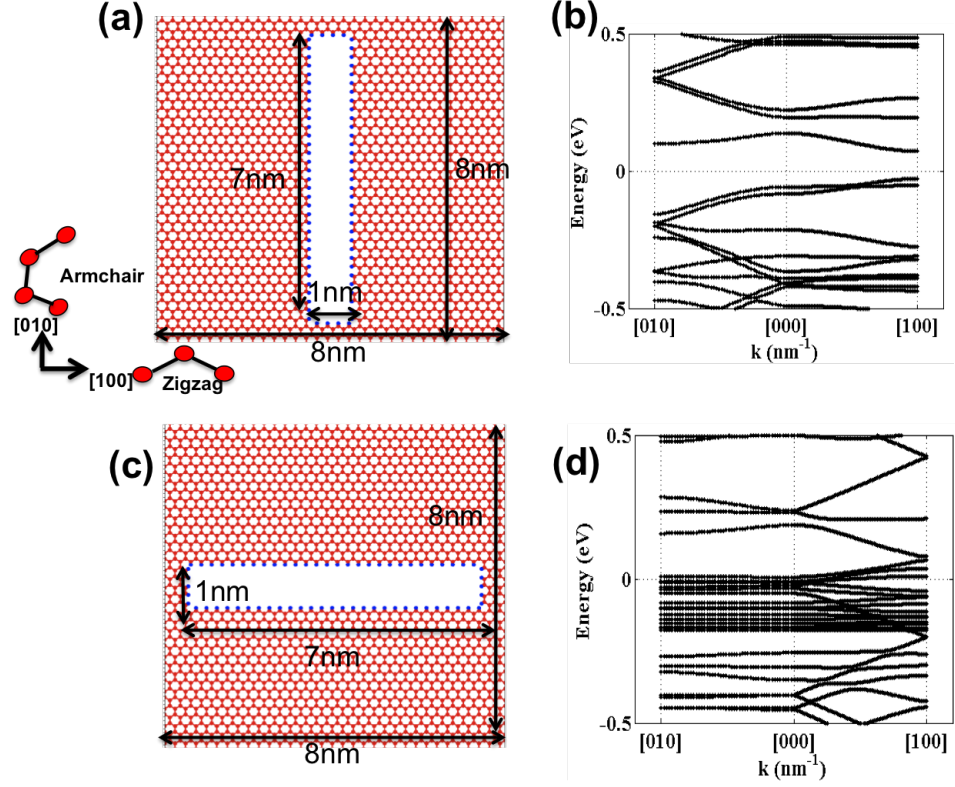 (a)
7nm
8nm
1nm
8nm
Armchair
[010]
[100]
Zigzag
(b)
0.5
0
-0.5
Energy (eV)
[010] [000] [100]
k (nm⁻¹)
(c)
8nm
1nm
7nm
8nm
(d)
0.5
0
-0.5
Energy (eV)
[010] [000] [100]
k (nm⁻¹)